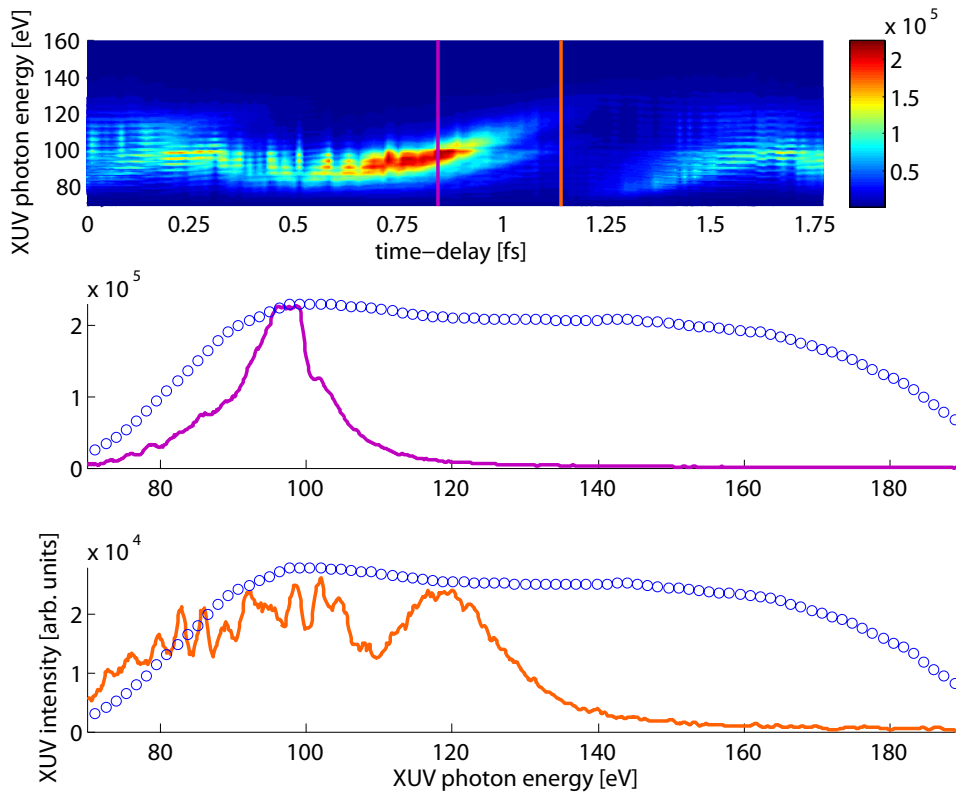 x 10^5
160
140
120
100
80
XUV photon energy [eV]
2
1.5
1
0.5
0 0.25 0.5 0.75 1 1.25 1.5 1.75
time−delay [fs]
x 10^5
2
1
0
80 100 120 140 160 180
x 10^4
2
1
0
XUV intensity [arb. units]
80 100 120 140 160 180
XUV photon energy [eV]